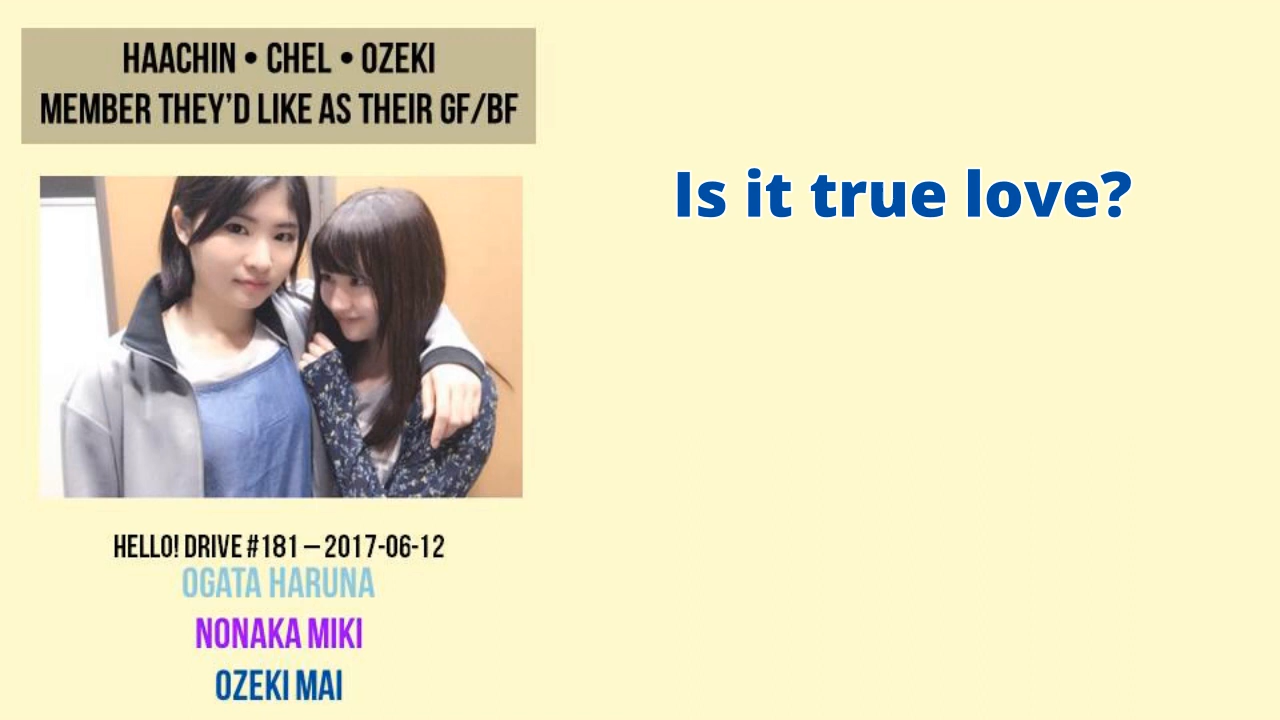 HAACHIN • CHEL • OZEKI
MEMBER THEY'D LIKE AS THEIR GF/BF
Is it true love?
HELLO! DRIVE #181 – 2017-06-12
OGATA HARUNA
NONAKA MIKI
OZEKI MAI